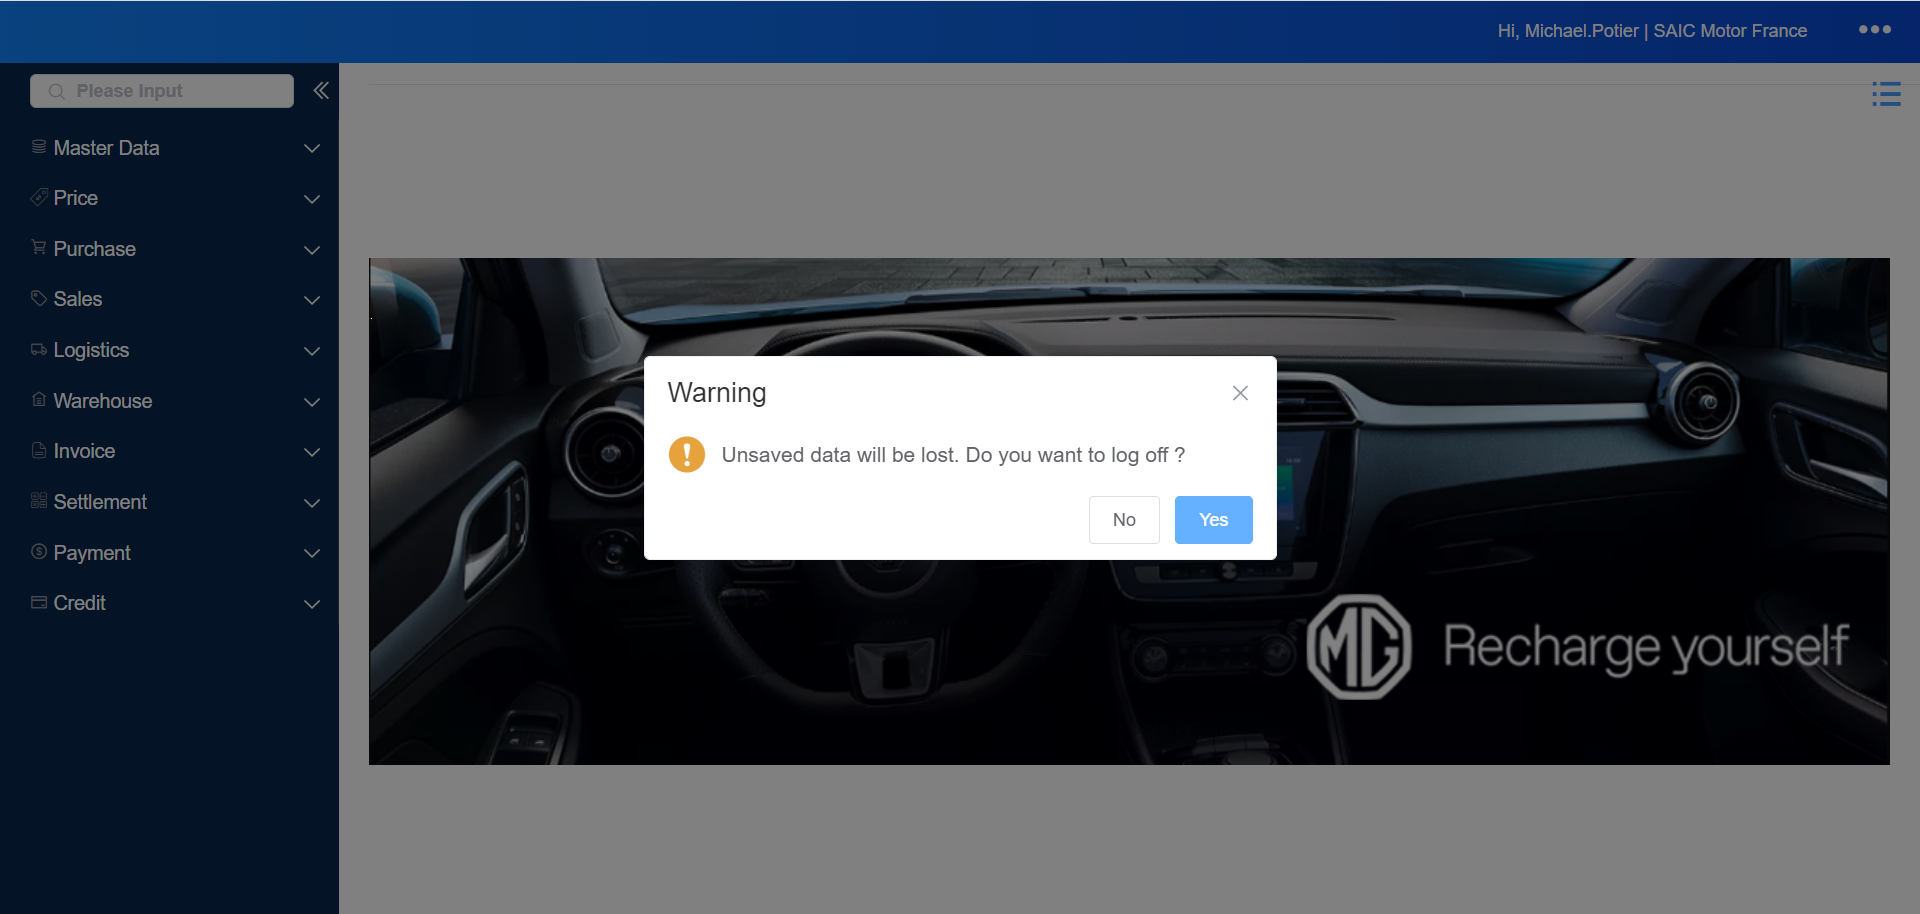 Hi, Michael.Potier | SAIC Motor France
Please Input
Master Data
Price
Purchase
Sales
Logistics
Warehouse
Invoice
Settlement
Payment
Credit
Warning
Unsaved data will be lost. Do you want to log off ?
No
Yes
MG
Recharge yourself